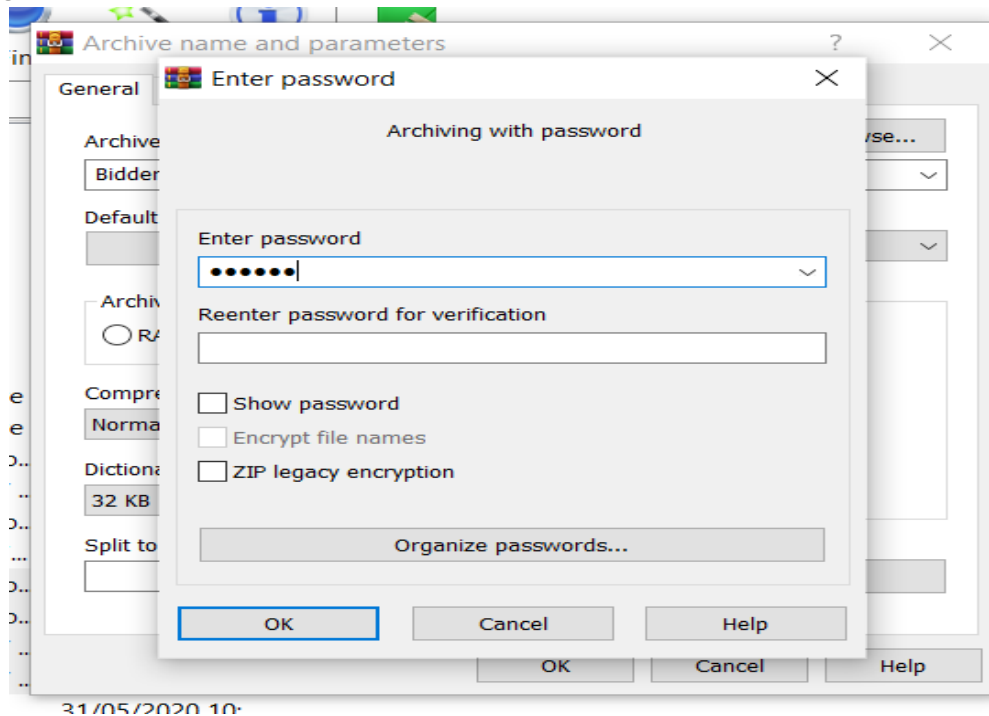 Archive name and parameters ?
Enter password
General
Archiving with password
Archive
Bidder
Default
Enter password
••••••
Reenter password for verification
Show password
Compre
Norma
Encrypt file names
ZIP legacy encryption
Dictiona
32 KB
Organize passwords...
Split to
OK Cancel Help
OK Cancel Help
31/05/2020 10: